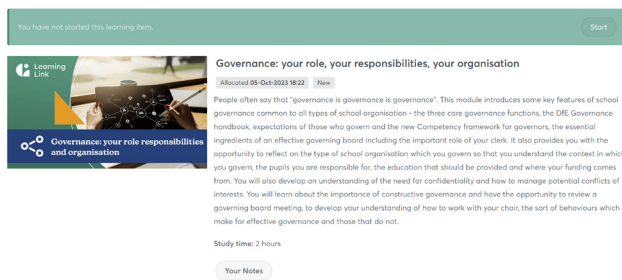 You have not started this learning item.
Start
Learning
Link
Governance: your role responsibilities
and organisation
Governance: your role, your responsibilities, your organisation
Allocated 05-Oct-2023 18:22 New
People often say that "governance is governance is governance". This module introduces some key features of school
governance common to all types of school organisation - the three core governance functions, the DfE Governance
handbook, expectations of those who govern and the new Competency framework for governors, the essential
ingredients of an effective governing board including the important role of your clerk. It also provides you with the
opportunity to reflect on the type of school organisation which you govern so that you understand the context in which
you govern, the pupils you are responsible for, the education that should be provided and where your funding comes
from. You will also develop an understanding of the need for confidentiality and how to manage potential conflicts of
interests. You will learn about the importance of constructive governance and have the opportunity to review a
governing board meeting, to develop your understanding of how to work with your chair, the sort of behaviours which
make for effective governance and those that do not.
Study time: 2 hours
Your Notes